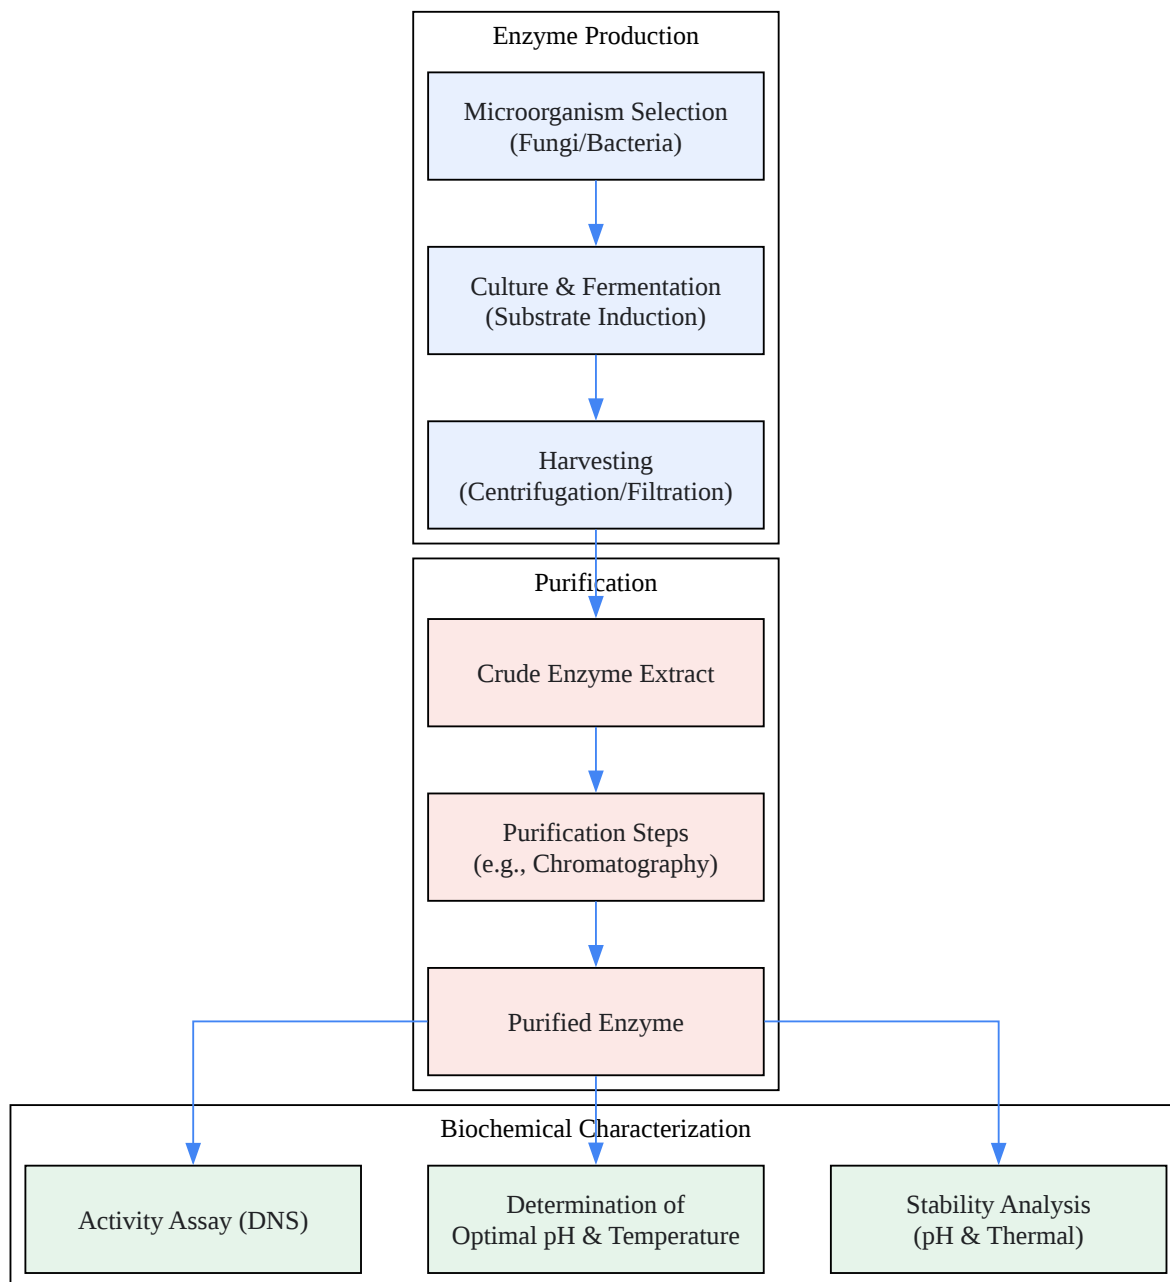 Enzyme Production
Microorganism Selection
(Fungi/Bacteria)
Culture & Fermentation
(Substrate Induction)
Harvesting
(Centrifugation/Filtration)
Purification
Crude Enzyme Extract
Purification Steps
(e.g., Chromatography)
Purified Enzyme
Biochemical Characterization
Activity Assay (DNS)
Determination of
Optimal pH & Temperature
Stability Analysis
(pH & Thermal)